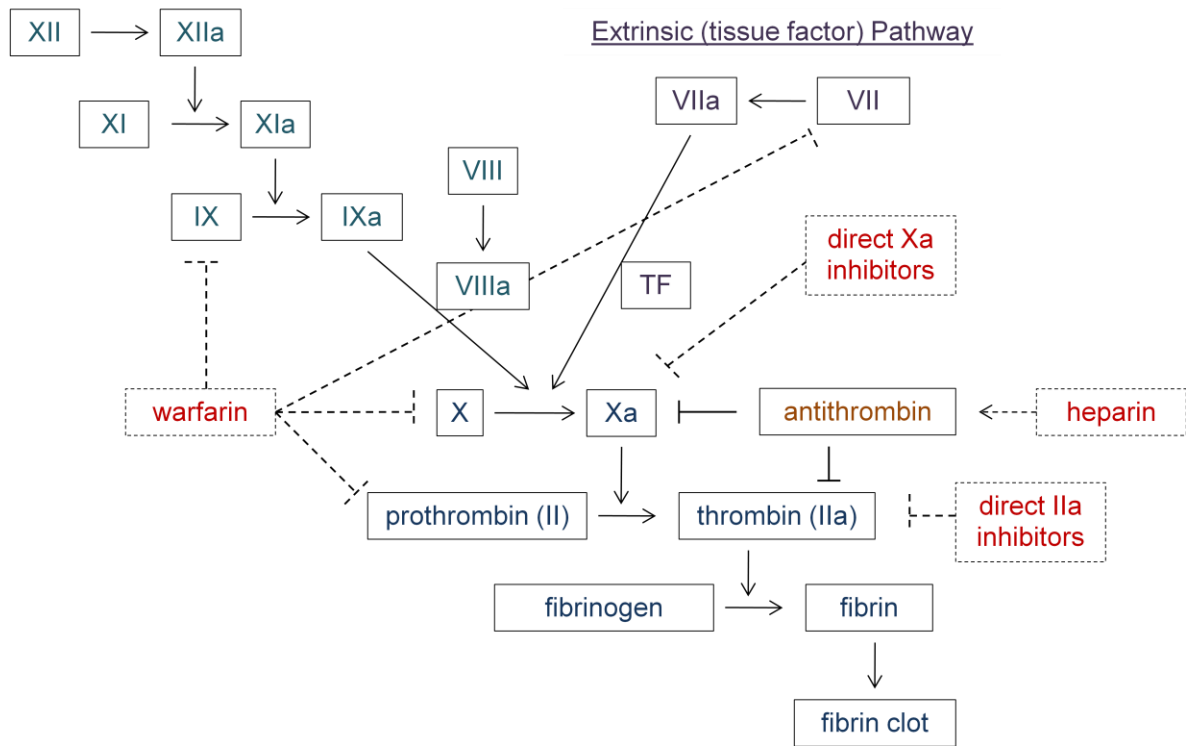 XII
XIIa
Extrinsic (tissue factor) Pathway
VIIa
VII
XI
XIa
VIII
IX
IXa
direct Xa
inhibitors
VIIIa
TF
warfarin
X
Xa
antithrombin
heparin
prothrombin (II)
thrombin (IIa)
direct IIa
inhibitors
fibrinogen
fibrin
fibrin clot